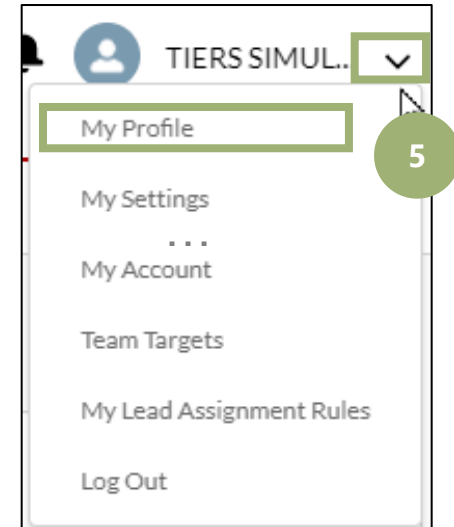 TIERS SIMUL..
My Profile
5
My Settings
...
My Account
Team Targets
My Lead Assignment Rules
Log Out